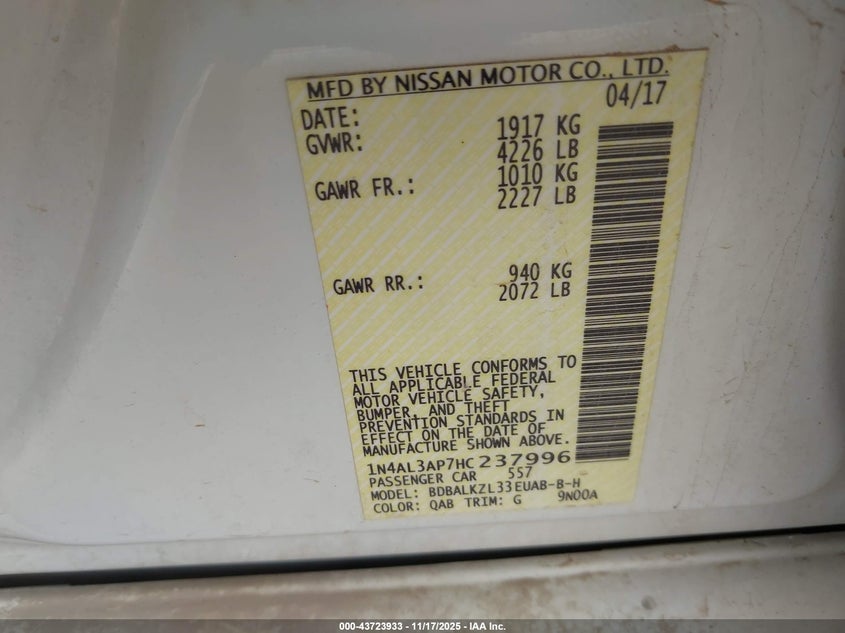 MFD BY NISSAN MOTOR CO., LTD.
DATE: 04/17
GVWR: 1917 KG
4226 LB
GAWR FR.: 1010 KG
2227 LB
GAWR RR.: 940 KG
2072 LB
THIS VEHICLE CONFORMS TO
ALL APPLICABLE FEDERAL
MOTOR VEHICLE SAFETY,
BUMPER, AND THEFT
PREVENTION STANDARDS IN
EFFECT ON THE DATE OF
MANUFACTURE SHOWN ABOVE.
1N4AL3AP7HC237996
PASSENGER CAR 557
MODEL: BDBALKZL33EUAB-B-H
COLOR: QAB TRIM: G 9N00A
000-43723933 - 11/17/2025 - IAA Inc.